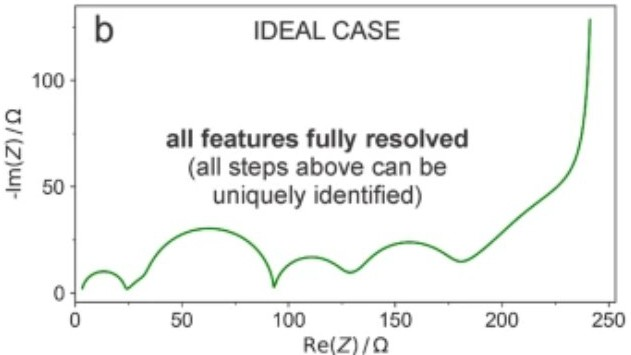 b
IDEAL CASE
100
50
0
-Im(Z) / Ω
all features fully resolved
(all steps above can be
uniquely identified)
0
50
100
150
200
250
Re(Z) / Ω